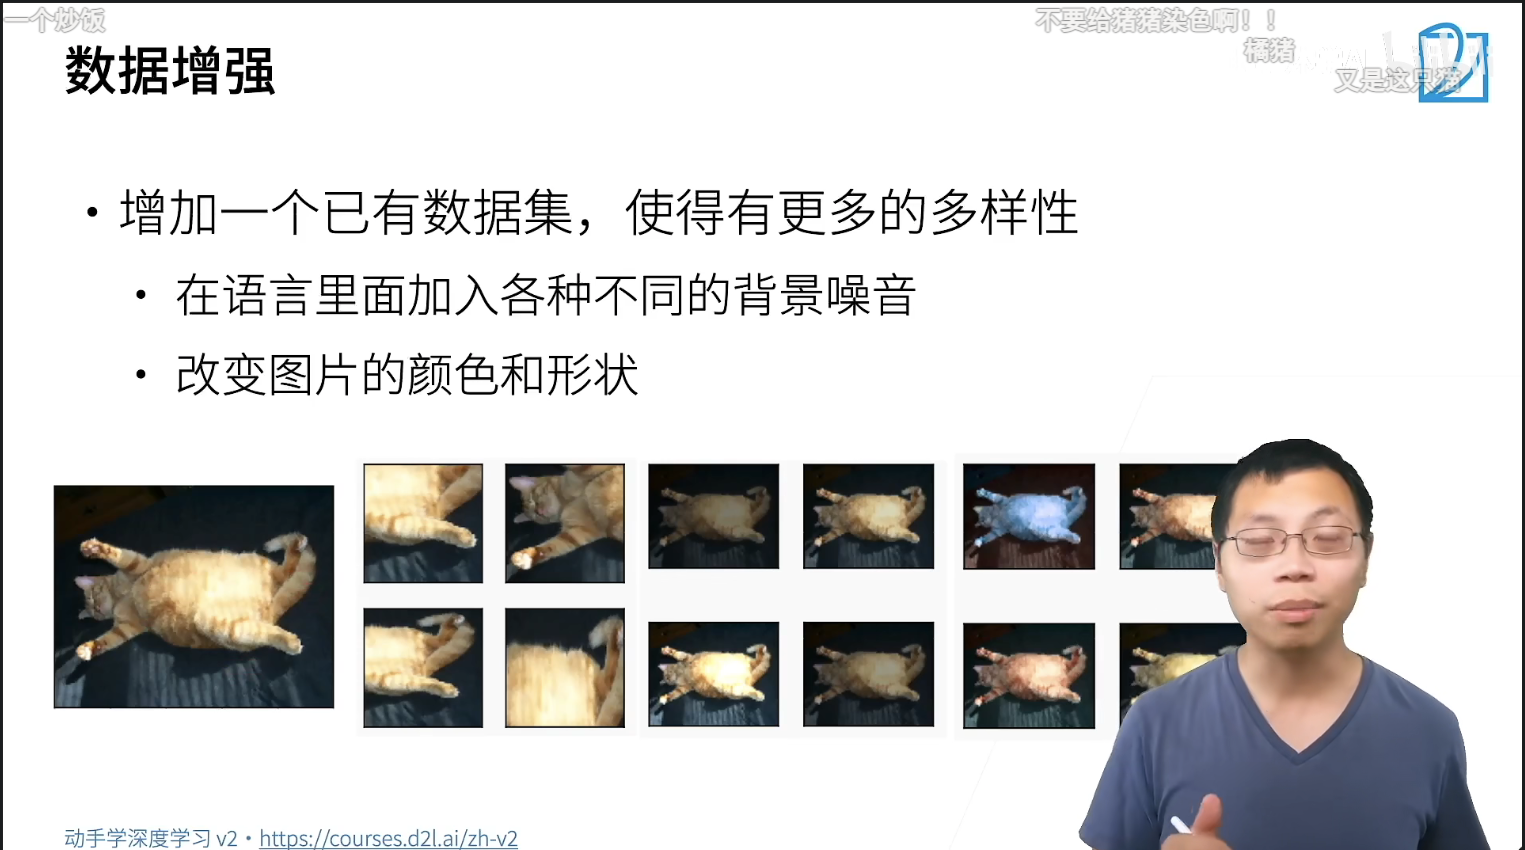 一个炒饭
不要给猪猪染色啊！！
橘猪
又是这只猫
数据增强
• 增加一个已有数据集，使得有更多的多样性
• 在语言里面加入各种不同的背景噪音
• 改变图片的颜色和形状
动手学深度学习 v2 • https://courses.d2l.ai/zh-v2